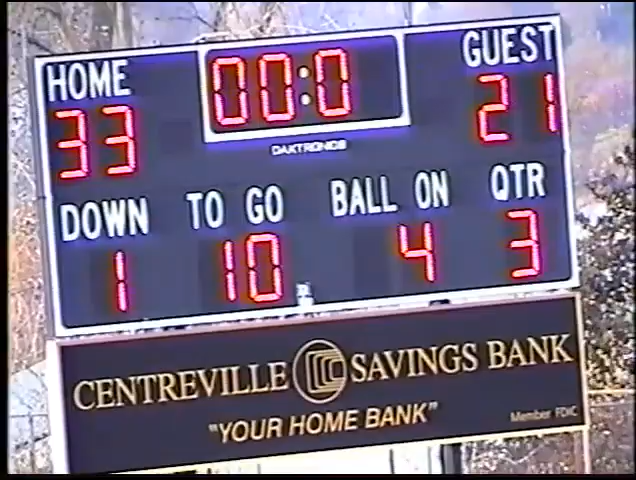 HOME 00:0 GUEST
33 21
DAKTRONICS
DOWN TO GO BALL ON QTR
1 10 4 3
CENTREVILLE SAVINGS BANK
"YOUR HOME BANK"
Member FDIC